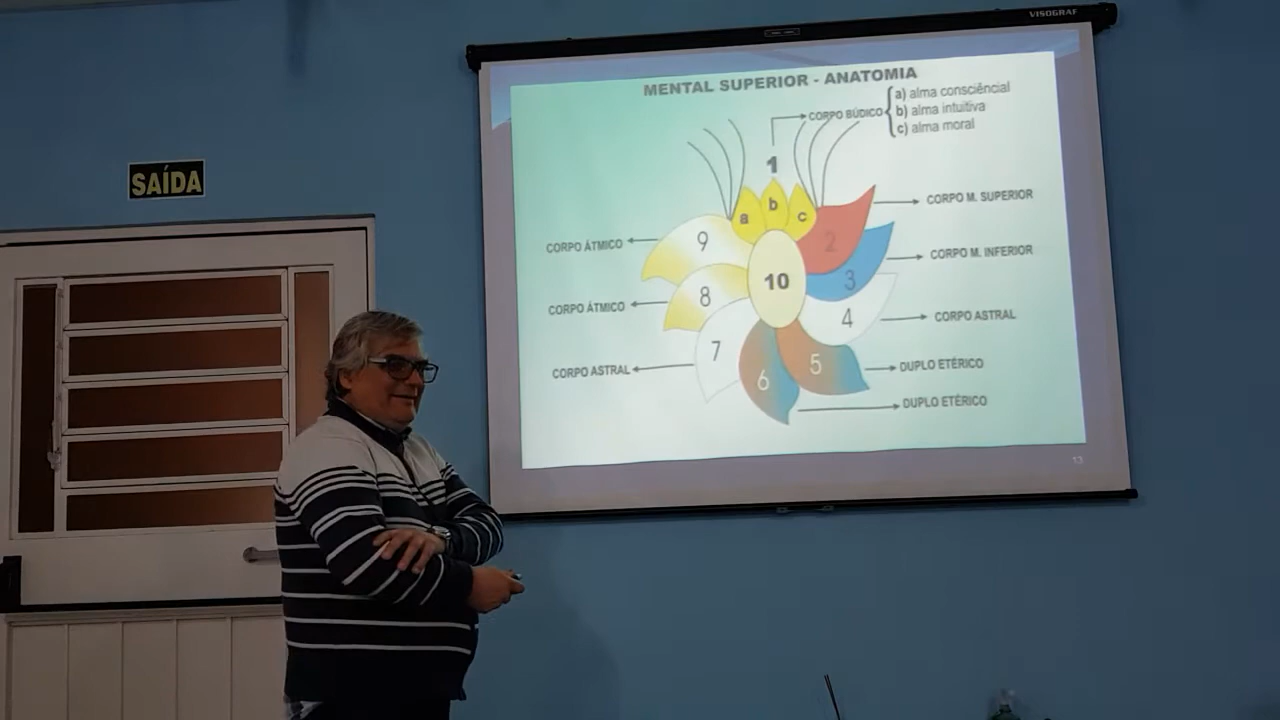 VISOGRAF
MENTAL SUPERIOR - ANATOMIA
CORPO BÚDICO
a) alma consciêncial
b) alma intuitiva
c) alma moral
1
a
b
c
CORPO ÁTMICO
9
2
CORPO M. SUPERIOR
10
3
CORPO M. INFERIOR
CORPO ÁTMICO
8
4
CORPO ASTRAL
CORPO ASTRAL
7
6
5
DUPLO ETÉRICO
DUPLO ETÉRICO
13
SAÍDA